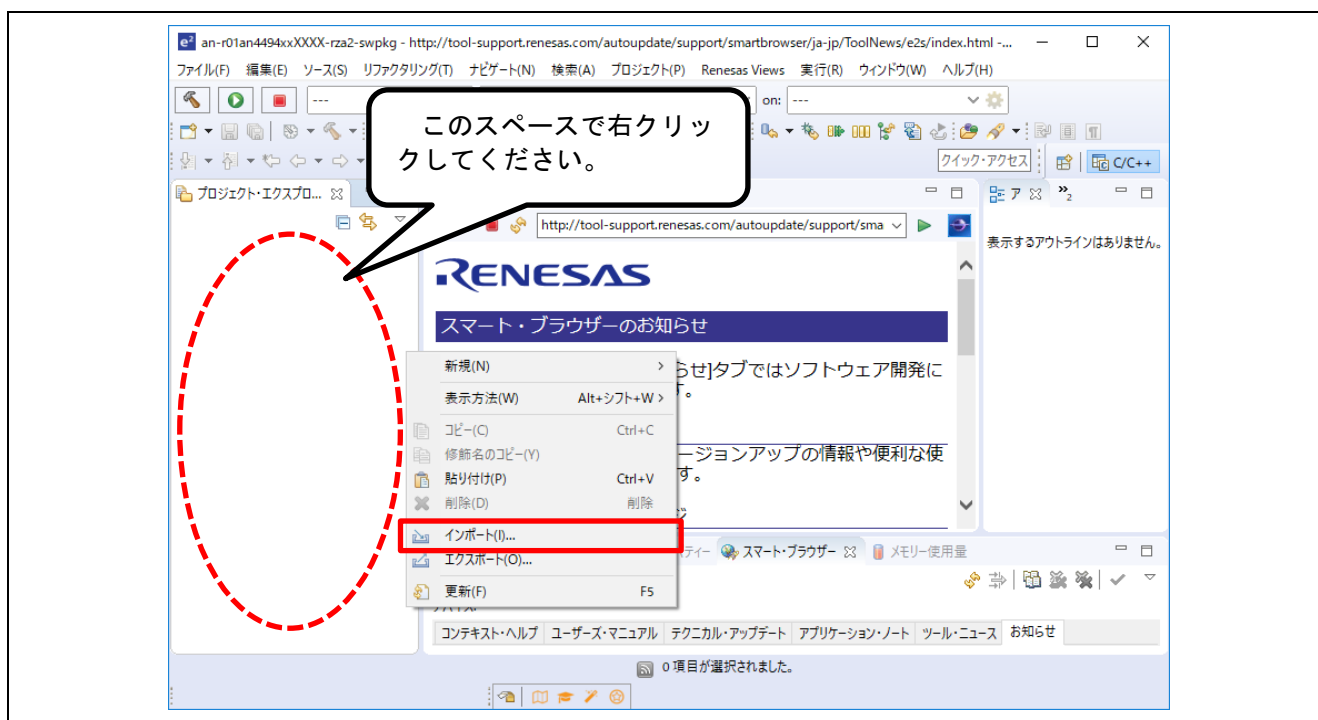 an-r01an4494xxXXXX-rza2-swpkg - http://tool-support.renesas.com/autoupdate/support/smartbrowser/ja-jp/ToolNews/e2s/index.html -...
ファイル(F) 編集(E) ソース(S) リファクタリング(T) ナビゲート(N) 検索(A) プロジェクト(P) Renesas Views 実行(R) ウィンドウ(W) ヘルプ(H)
--- on: ---
このスペースで右クリッ
クしてください。
クイック・アクセス C/C++
プロジェクト・エクスプロ...
ア »2
http://tool-support.renesas.com/autoupdate/support/sma
表示するアウトラインはありません。
RENESAS
スマート・ブラウザーのお知らせ
新規(N)
らせ]タブではソフトウェア開発に
す。
表示方法(W) Alt+シフト+W
コピー(C) Ctrl+C
修飾名のコピー(Y)
ージョンアップの情報や便利な使
貼り付け(P) Ctrl+V
す。
削除(D) 削除
インポート(I)...
ティー スマート・ブラウザー メモリー使用量
エクスポート(O)...
更新(F) F5
コンテキスト・ヘルプ ユーザーズ・マニュアル テクニカル・アップデート アプリケーション・ノート ツール・ニュース お知らせ
0 項目が選択されました。